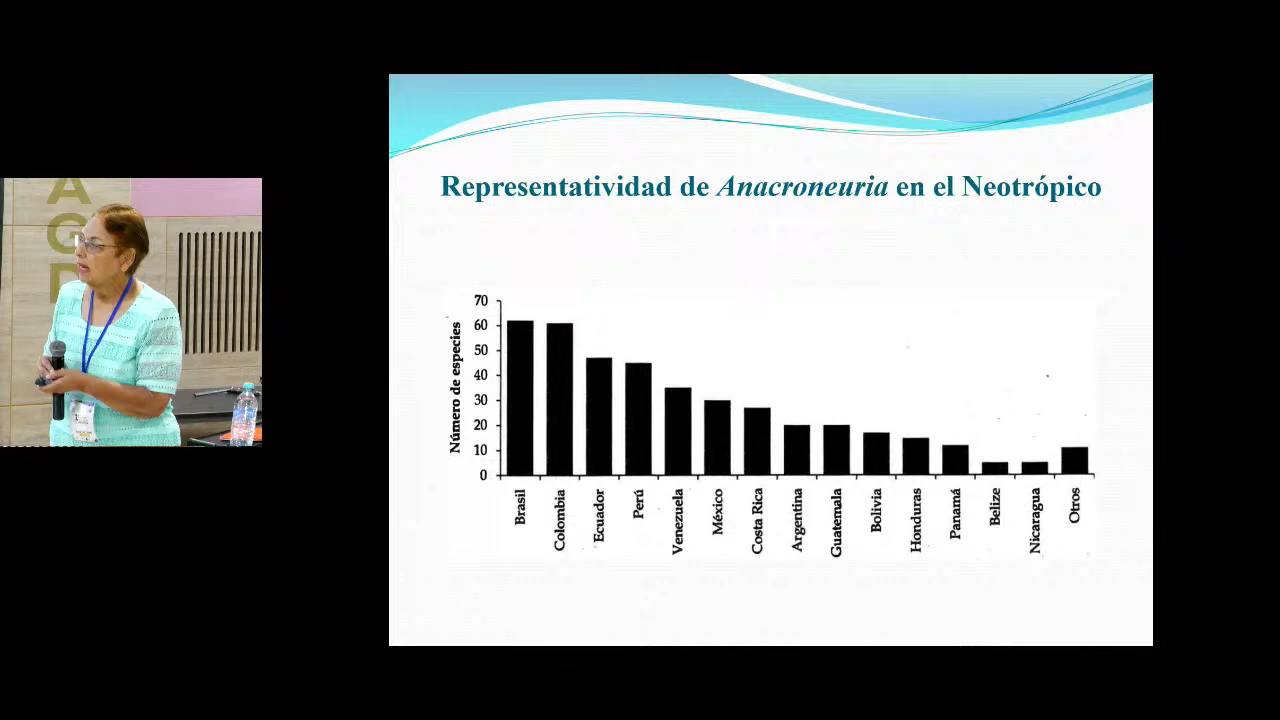 A
G
D
Representatividad de Anacroneuria en el Neotrópico
Número de especies
70
60
50
40
30
20
10
0
Brasil
Colombia
Ecuador
Perú
Venezuela
México
Costa Rica
Argentina
Guatemala
Bolivia
Honduras
Panamá
Belize
Nicaragua
Otros